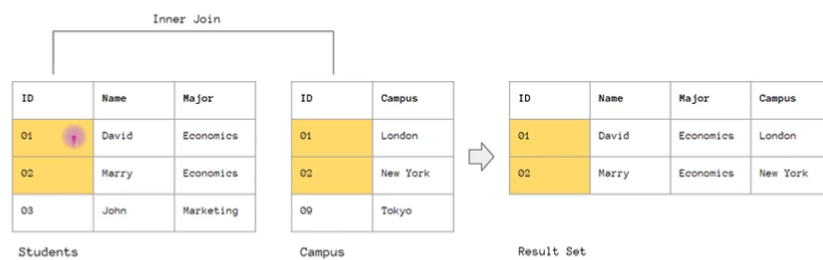 Inner Join
ID Name Major
01 David Economics
02 Marry Economics
03 John Marketing
Students
ID Campus
01 London
02 New York
09 Tokyo
Campus
ID Name Major Campus
01 David Economics London
02 Marry Economics New York
Result Set